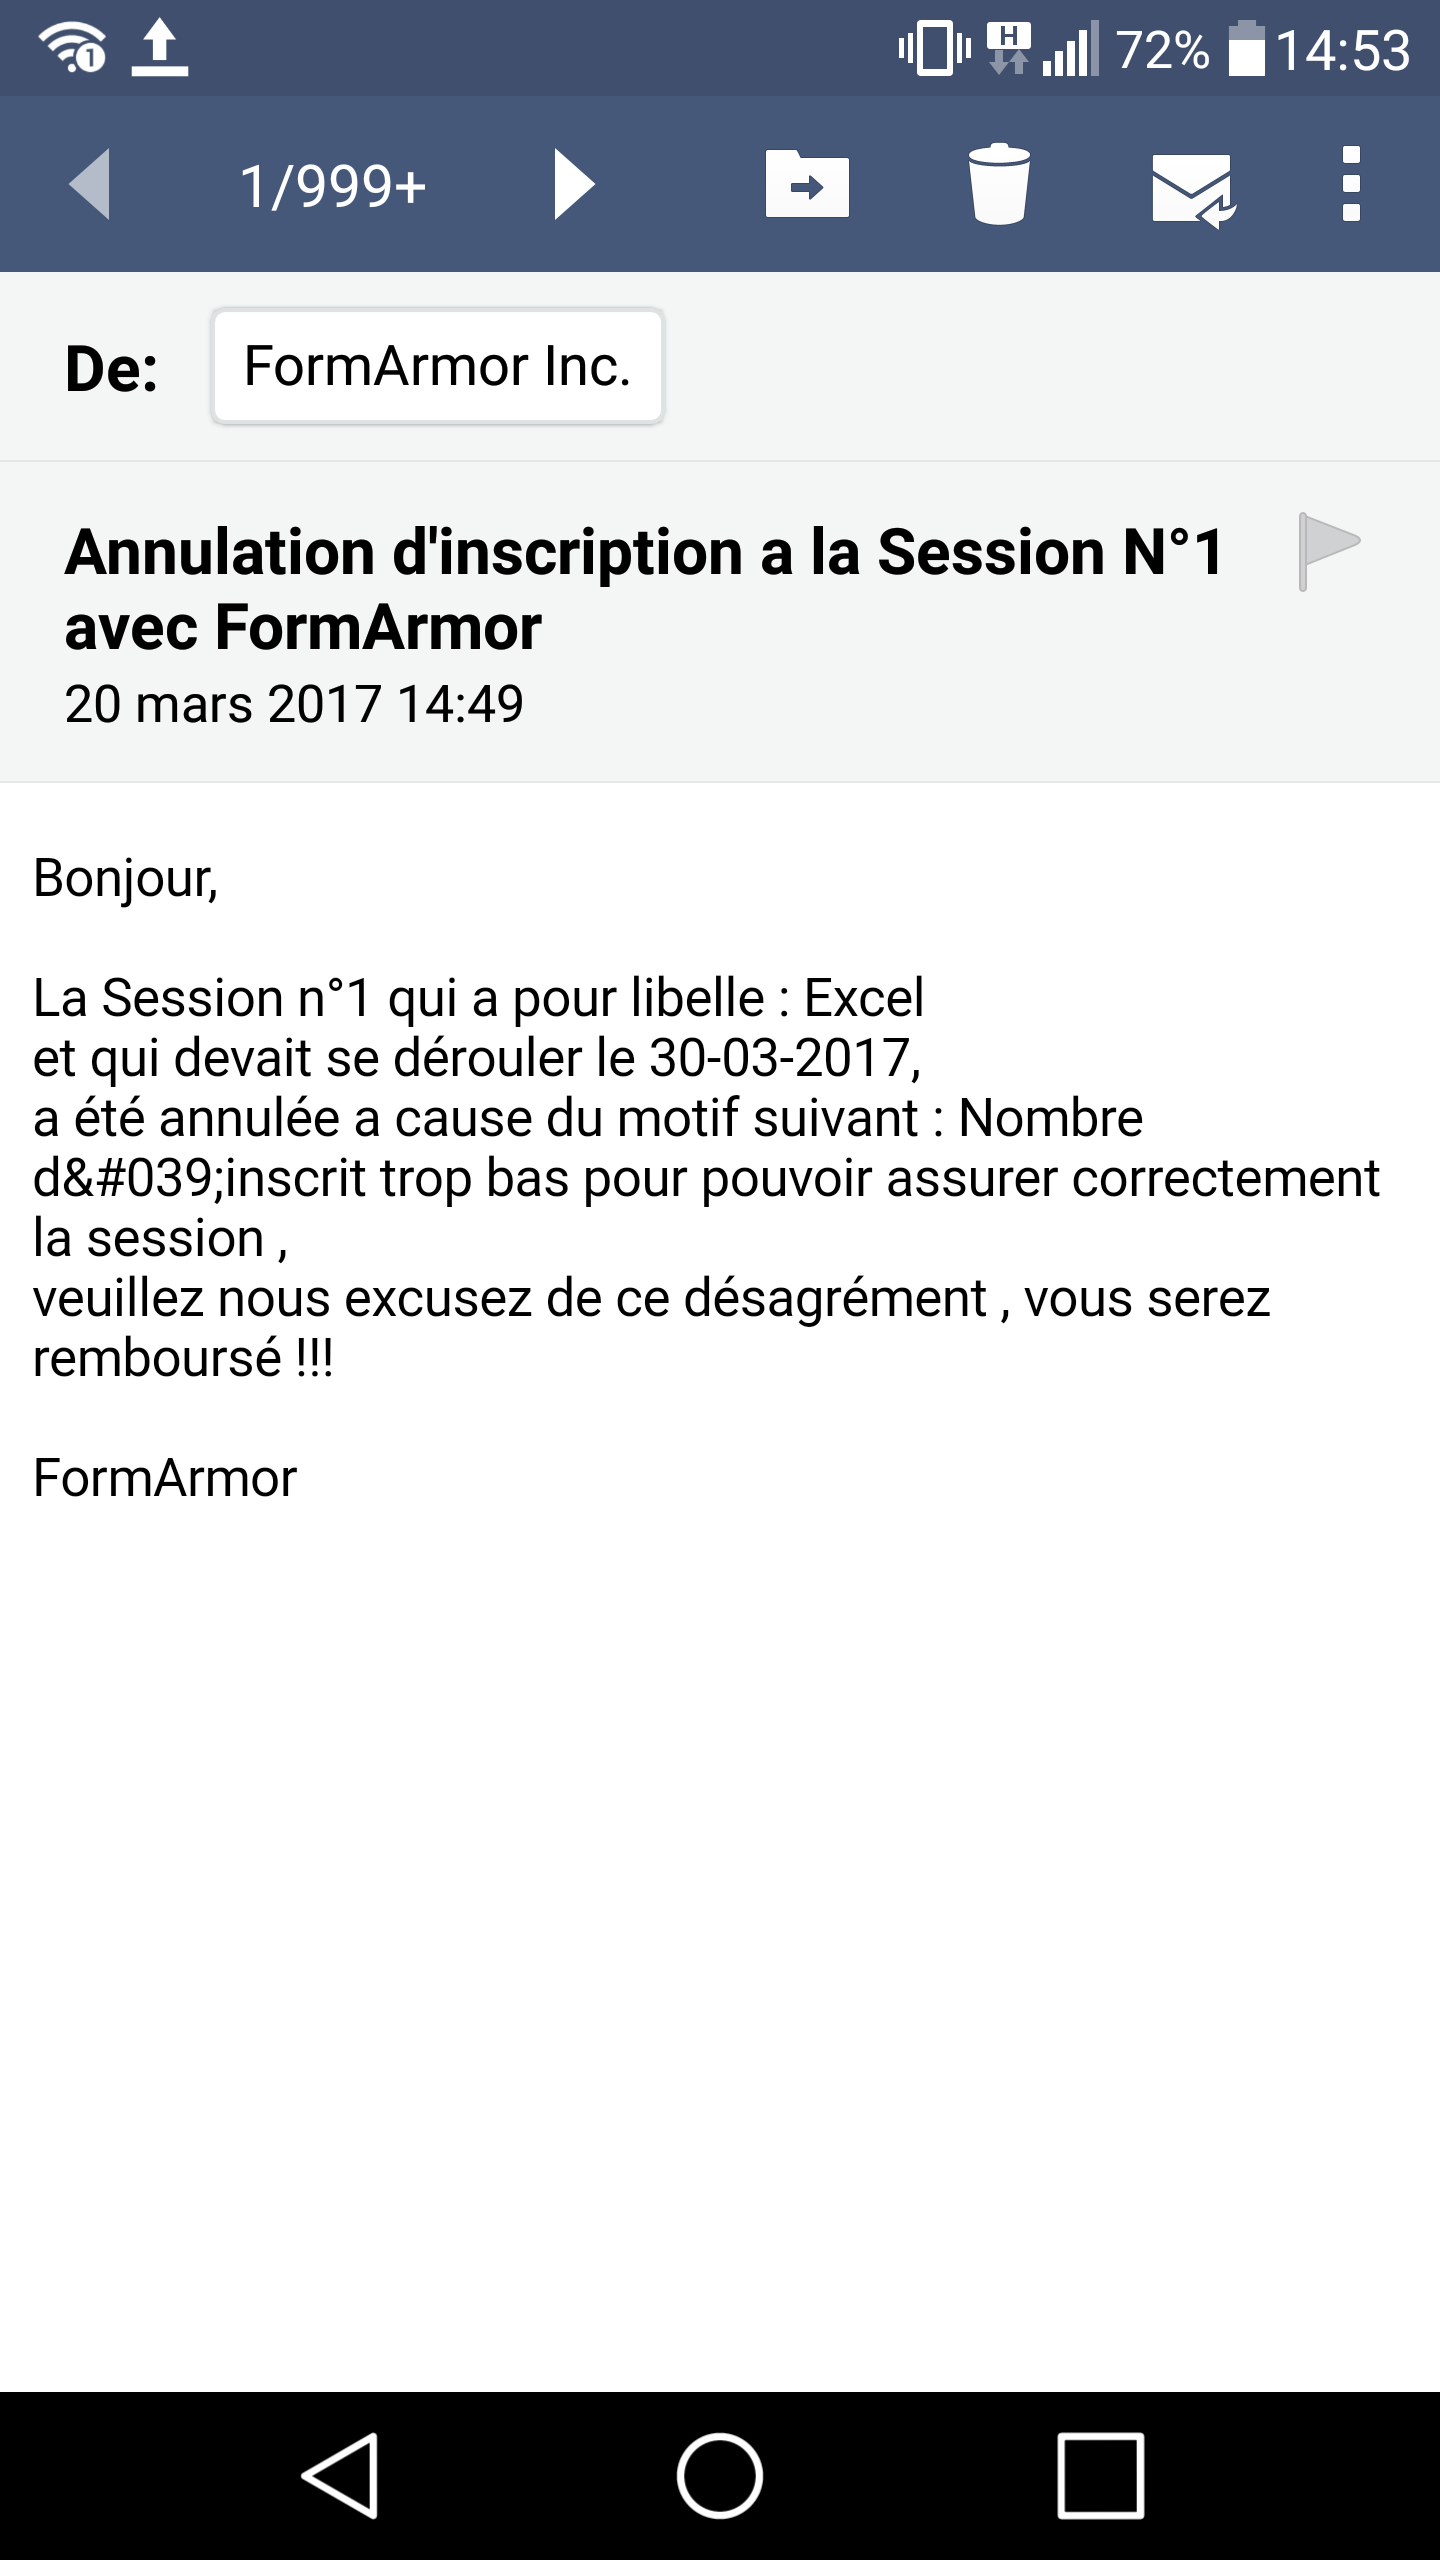 72% 14:53
1/999+
De: FormArmor Inc.
Annulation d'inscription a la Session N°1
avec FormArmor
20 mars 2017 14:49
Bonjour,
La Session n°1 qui a pour libelle : Excel
et qui devait se dérouler le 30-03-2017,
a été annulée a cause du motif suivant : Nombre
d&#039;inscrit trop bas pour pouvoir assurer correctement
la session ,
veuillez nous excusez de ce désagrément , vous serez
remboursé !!!
FormArmor